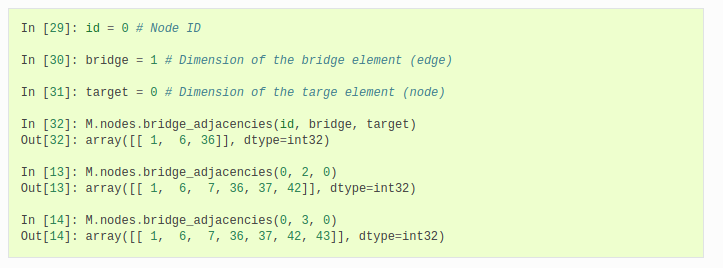 In [29]: id = 0 # Node ID
In [30]: bridge = 1 # Dimension of the bridge element (edge)
In [31]: target = 0 # Dimension of the targe element (node)
In [32]: M.nodes.bridge_adjacencies(id, bridge, target)
Out[32]: array([[ 1,  6, 36]], dtype=int32)
In [13]: M.nodes.bridge_adjacencies(0, 2, 0)
Out[13]: array([[ 1,  6,  7, 36, 37, 42]], dtype=int32)
In [14]: M.nodes.bridge_adjacencies(0, 3, 0)
Out[14]: array([[ 1,  6,  7, 36, 37, 42, 43]], dtype=int32)